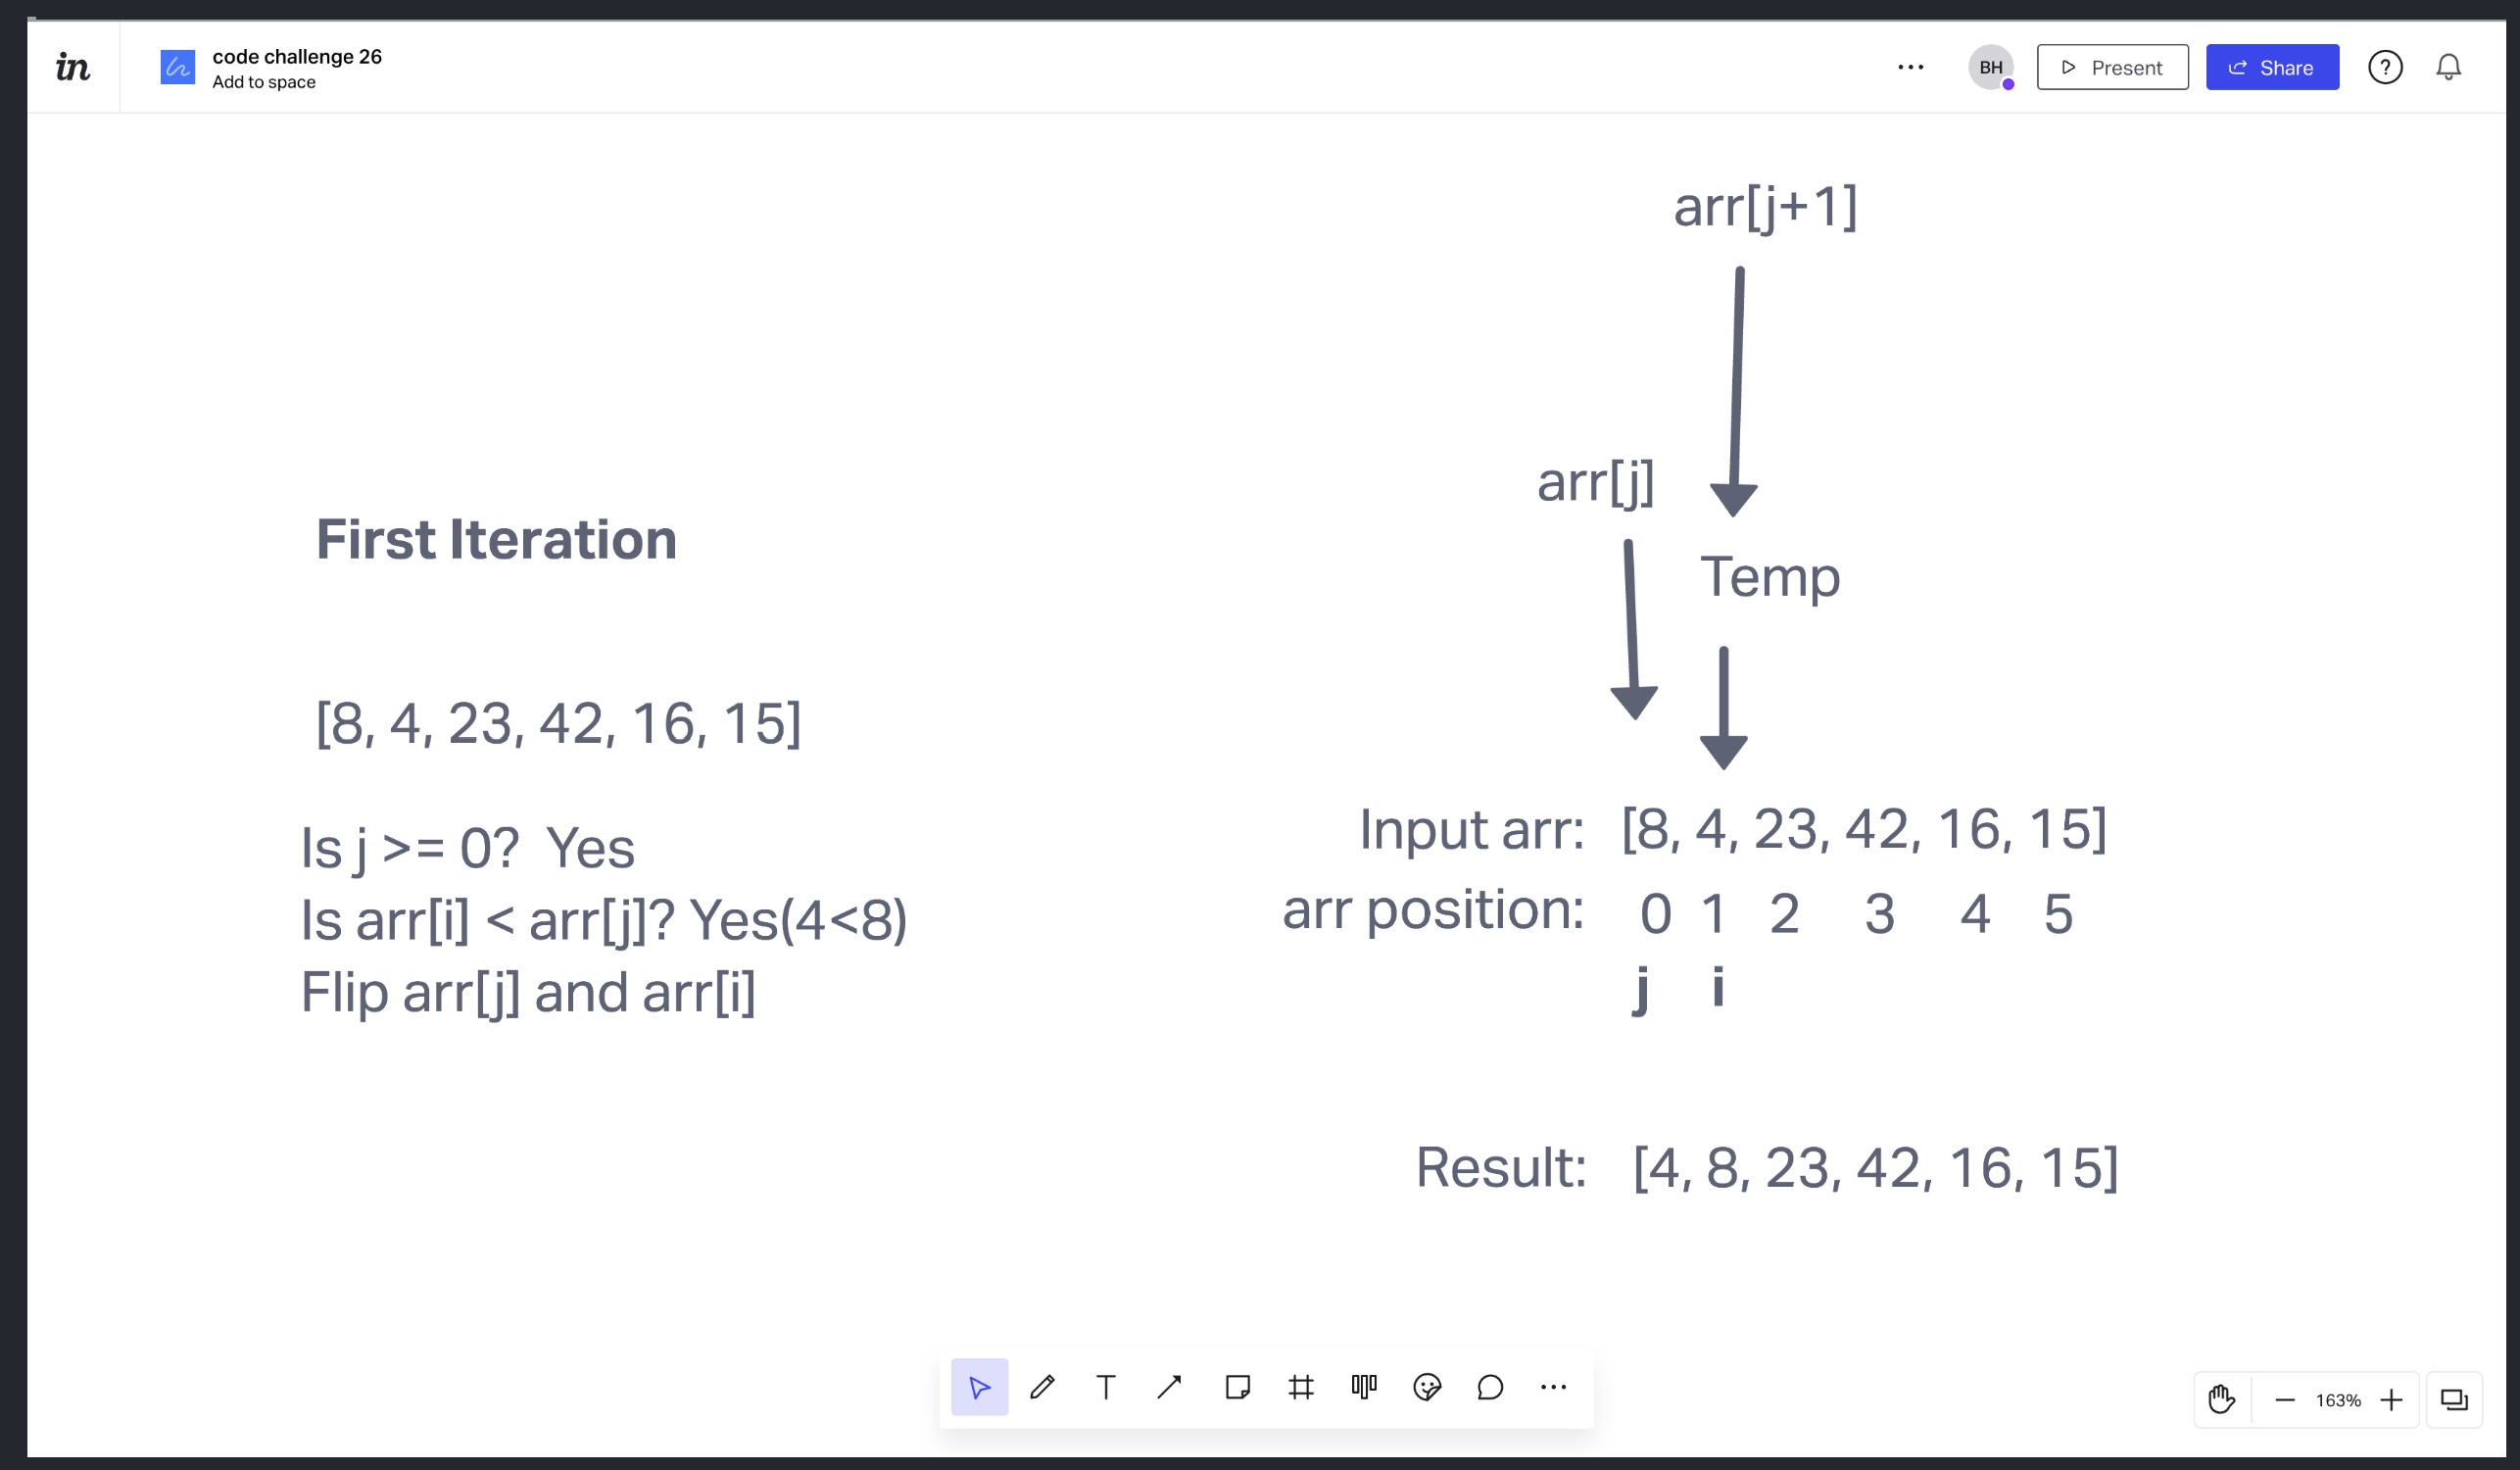 in
code challenge 26
Add to space
BH
Present
Share
?
arr[j+1]
arr[j]
First Iteration
Temp
[8, 4, 23, 42, 16, 15]
Is j >= 0?  Yes
Is arr[i] < arr[j]? Yes(4<8)
Flip arr[j] and arr[i]
Input arr: [8, 4, 23, 42, 16, 15]
arr position: 0 1 2 3 4 5
j i
Result: [4, 8, 23, 42, 16, 15]
T
163%